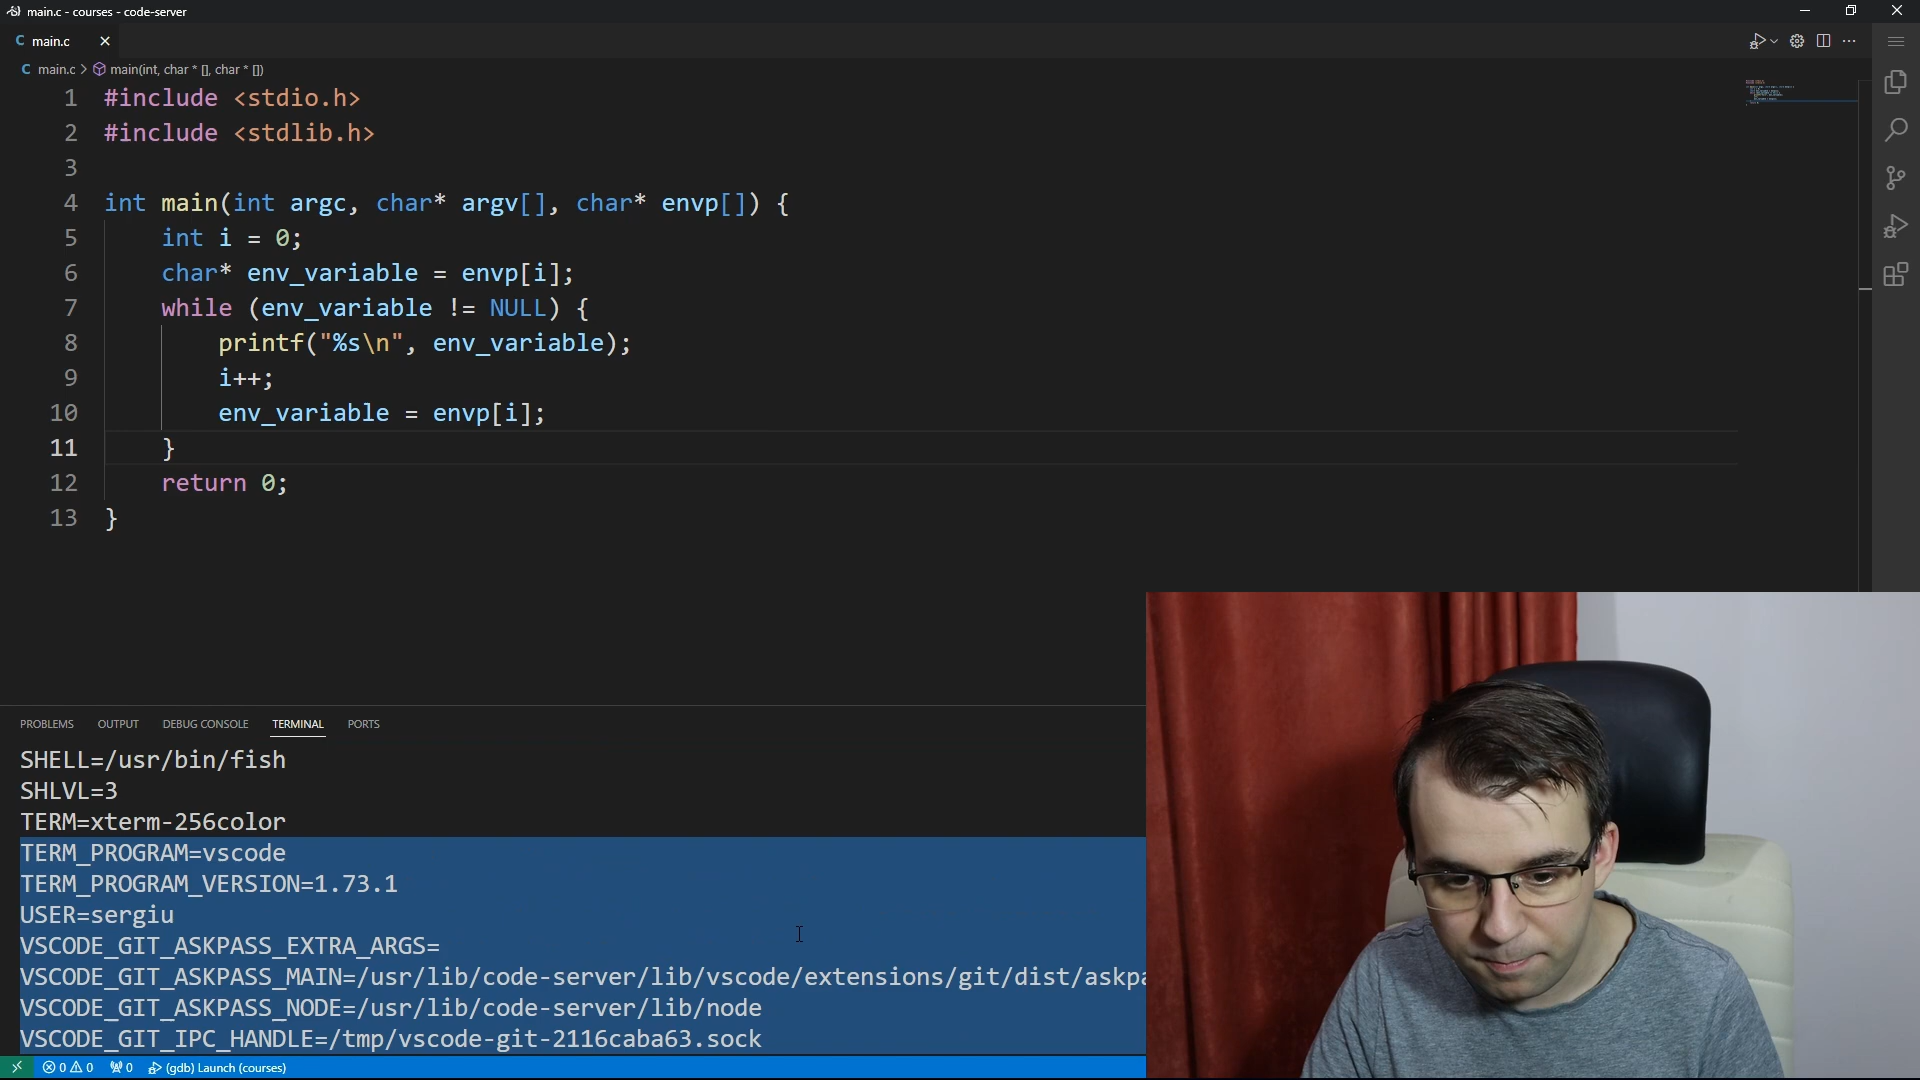 main.c - courses - code-server
C main.c
C main.c > main(int, char * [], char * [])
1 #include <stdio.h>
2 #include <stdlib.h>
3
4 int main(int argc, char* argv[], char* envp[]) {
5 int i = 0;
6 char* env_variable = envp[i];
7 while (env_variable != NULL) {
8 printf("%s\n", env_variable);
9 i++;
10 env_variable = envp[i];
11 }
12 return 0;
13 }
PROBLEMS OUTPUT DEBUG CONSOLE TERMINAL PORTS
SHELL=/usr/bin/fish
SHLVL=3
TERM=xterm-256color
TERM_PROGRAM=vscode
TERM_PROGRAM_VERSION=1.73.1
USER=sergiu
VSCODE_GIT_ASKPASS_EXTRA_ARGS=
VSCODE_GIT_ASKPASS_MAIN=/usr/lib/code-server/lib/vscode/extensions/git/dist/askpa
VSCODE_GIT_ASKPASS_NODE=/usr/lib/code-server/lib/node
VSCODE_GIT_IPC_HANDLE=/tmp/vscode-git-2116caba63.sock
0 0 0 (gdb) Launch (courses)